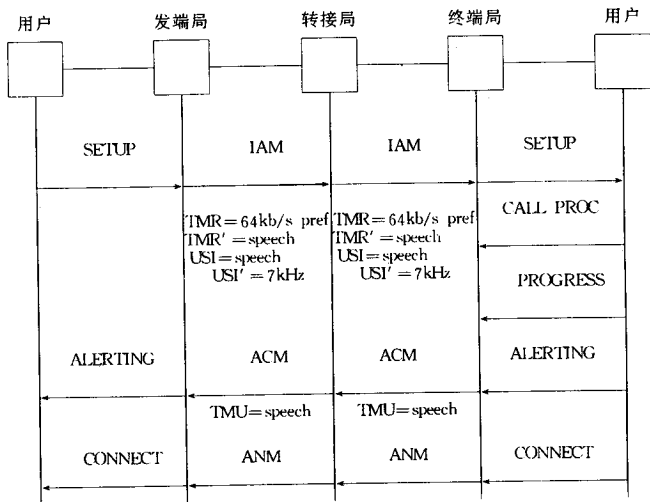 用户 发端局 转接局 终端局 用户
SETUP IAM IAM SETUP
CALL PROC
TMR=64kb/s pref TMR=64kb/s pref
TMR'=speech TMR'=speech
USI=speech USI=speech
USI'=7kHz USI'=7kHz
PROGRESS
ALERTING ACM ACM ALERTING
TMU=speech TMU=speech
CONNECT ANM ANM CONNECT